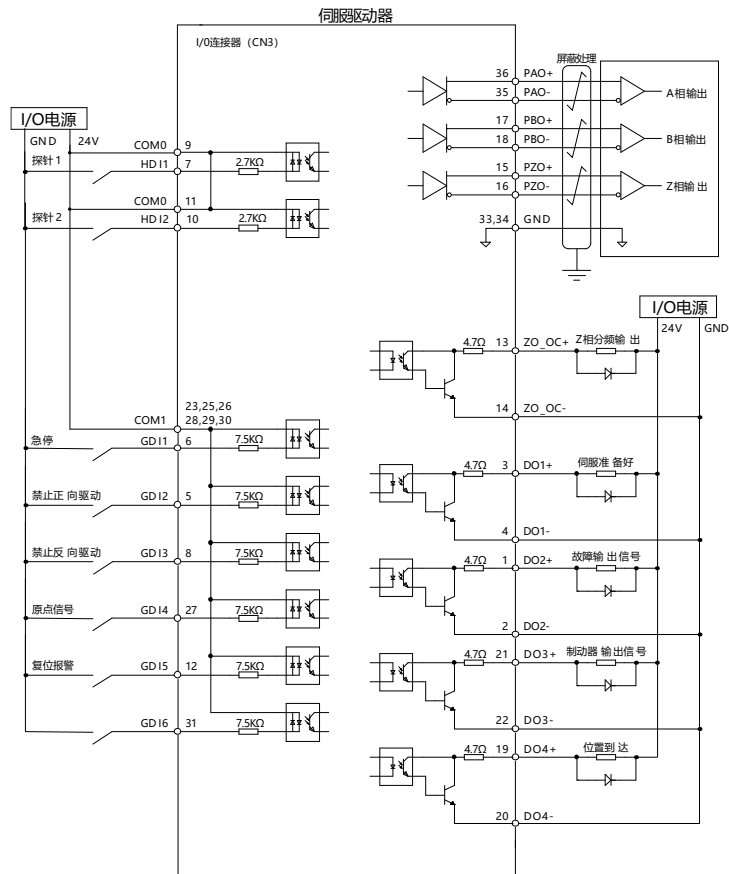 伺服驱动器
I/0连接器（CN3）
I/O电源
GND 24V
COM0 9
探针1 HDI1 7 2.7KΩ
COM0 11
探针2 HDI2 10 2.7KΩ
23,25,26
COM1 28,29,30
急停 GDI1 6 7.5KΩ
禁止正向驱动 GDI2 5 7.5KΩ
禁止反向驱动 GDI3 8 7.5KΩ
原点信号 GDI4 27 7.5KΩ
复位报警 GDI5 12 7.5KΩ
GDI6 31 7.5KΩ
屏蔽处理
36 PAO+
35 PAO-
A相输出
17 PBO+
18 PBO-
B相输出
15 PZO+
16 PZO-
Z相输出
33,34 GND
I/O电源
24V GND
4.7Ω 13 ZO_OC+ Z相分频输出
14 ZO_OC-
4.7Ω 3 DO1+ 伺服准备好
4 DO1-
4.7Ω 1 DO2+ 故障输出信号
2 DO2-
4.7Ω 21 DO3+ 制动器输出信号
22 DO3-
4.7Ω 19 DO4+ 位置到达
20 DO4-